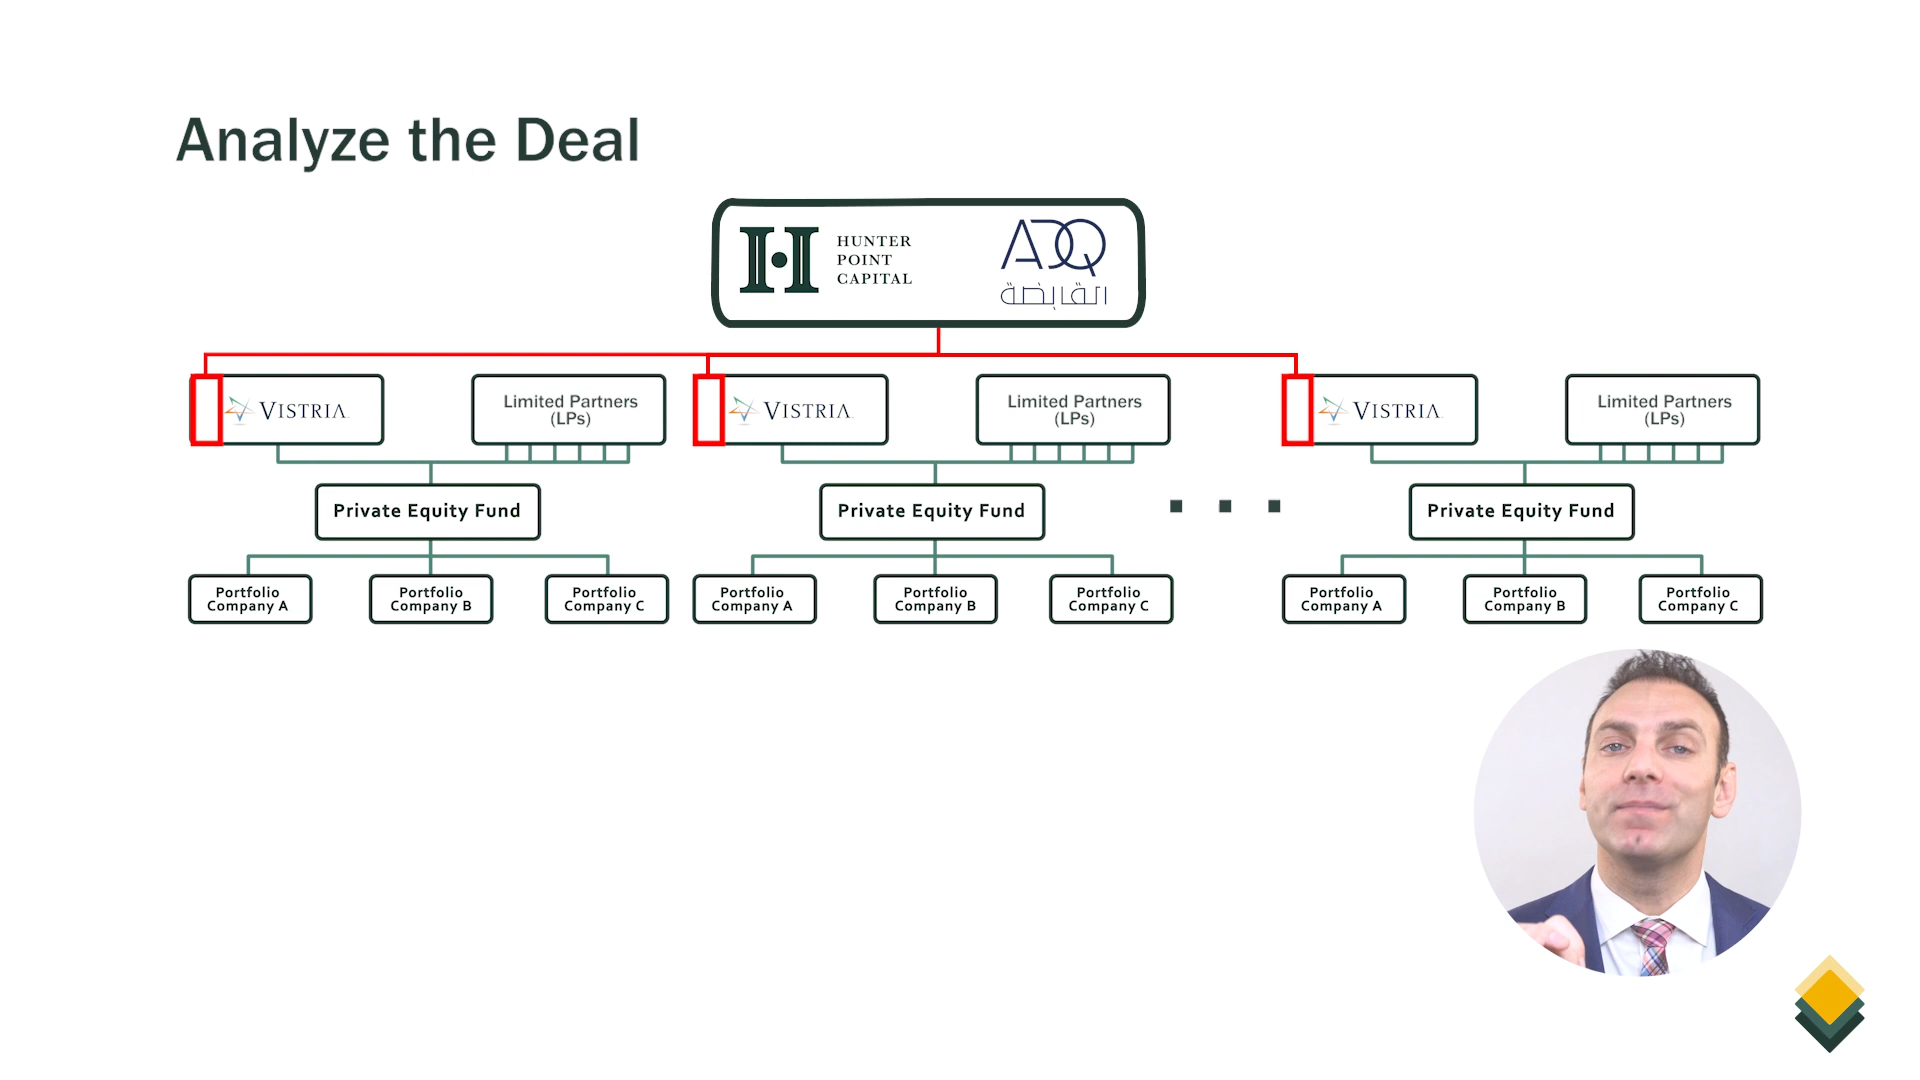 Analyze the Deal
HUNTER
POINT
CAPITAL
ADQ
القابضة
VISTRIA
Limited Partners
(LPs)
VISTRIA
Limited Partners
(LPs)
VISTRIA
Limited Partners
(LPs)
Private Equity Fund
Private Equity Fund
Private Equity Fund
Portfolio
Company A
Portfolio
Company B
Portfolio
Company C
Portfolio
Company A
Portfolio
Company B
Portfolio
Company C
Portfolio
Company A
Portfolio
Company B
Portfolio
Company C